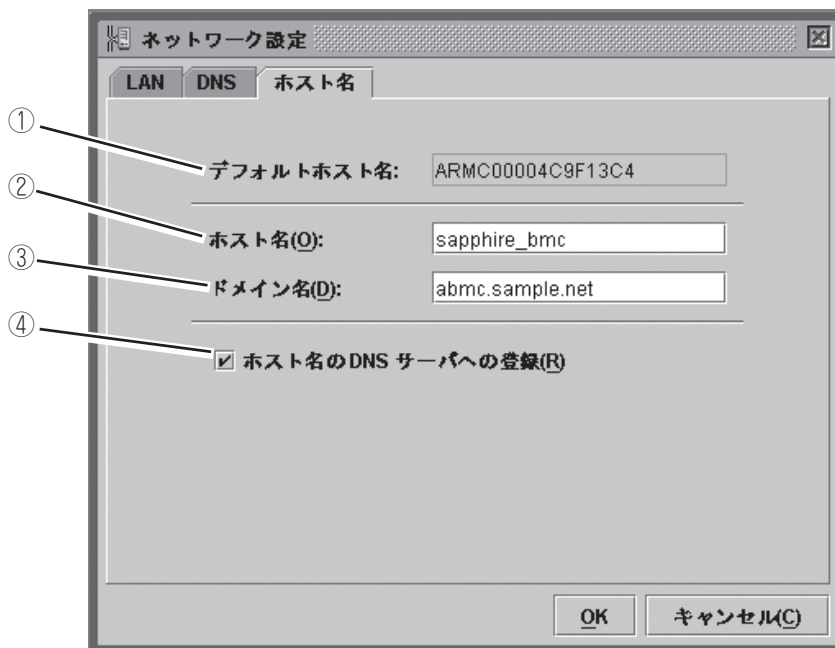 ネットワーク設定
LAN DNS ホスト名
① デフォルトホスト名: ARMC00004C9F13C4
② ホスト名(O): sapphire_bmc
③ ドメイン名(D): abmc.sample.net
④ ホスト名のDNS サーバへの登録(R)
OK キャンセル(C)